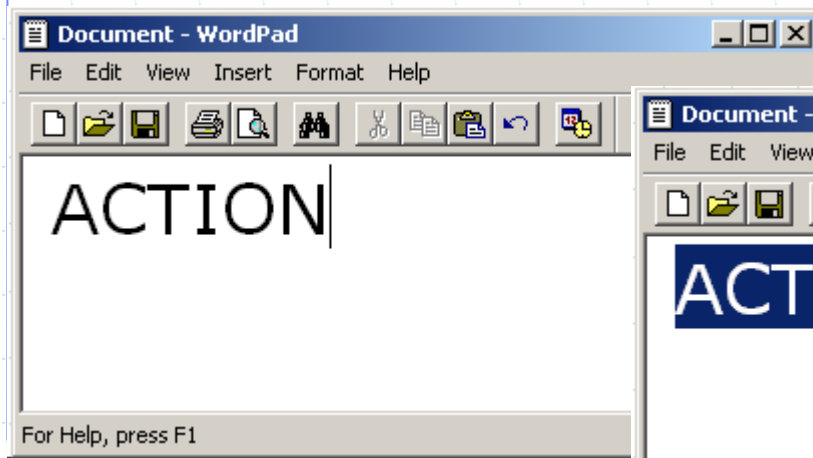 Document - WordPad
File Edit View Insert Format Help
ACTION
For Help, press F1
Document -
File Edit View
ACT